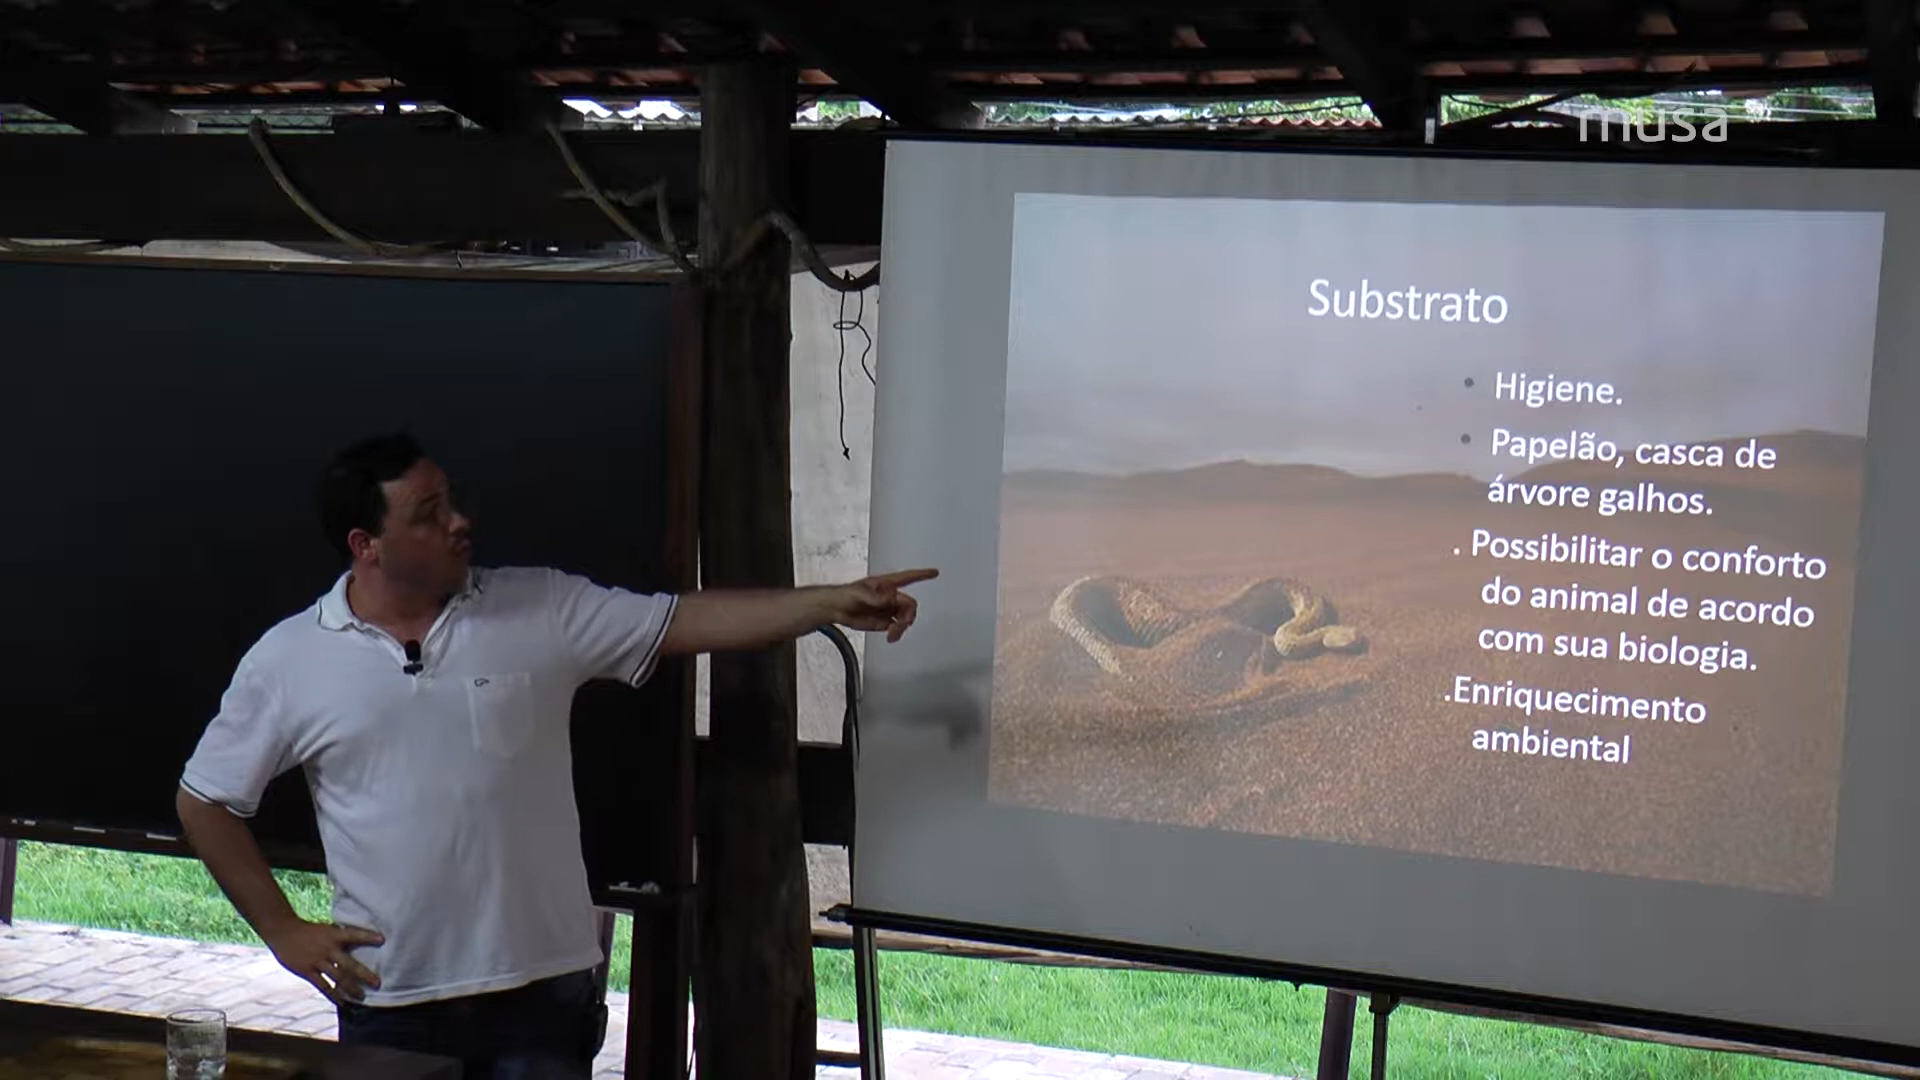 musa
Substrato
• Higiene.
• Papelão, casca de
árvore galhos.
. Possibilitar o conforto
do animal de acordo
com sua biologia.
.Enriquecimento
ambiental